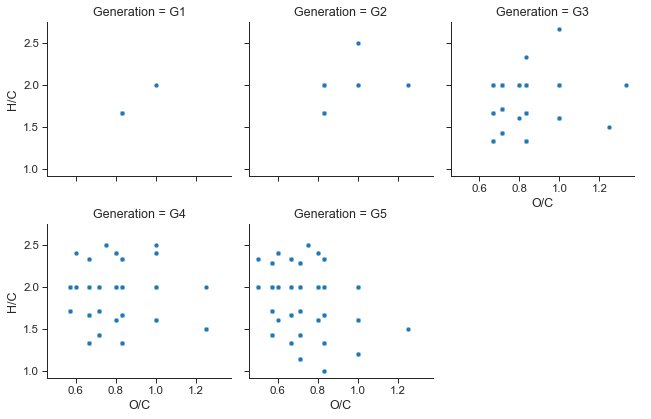 Generation = G1
Generation = G2
Generation = G3
2.5
2.0
1.5
1.0
H/C
0.6 0.8 1.0 1.2
O/C
Generation = G4
Generation = G5
2.5
2.0
1.5
1.0
H/C
0.6 0.8 1.0 1.2
O/C
0.6 0.8 1.0 1.2
O/C